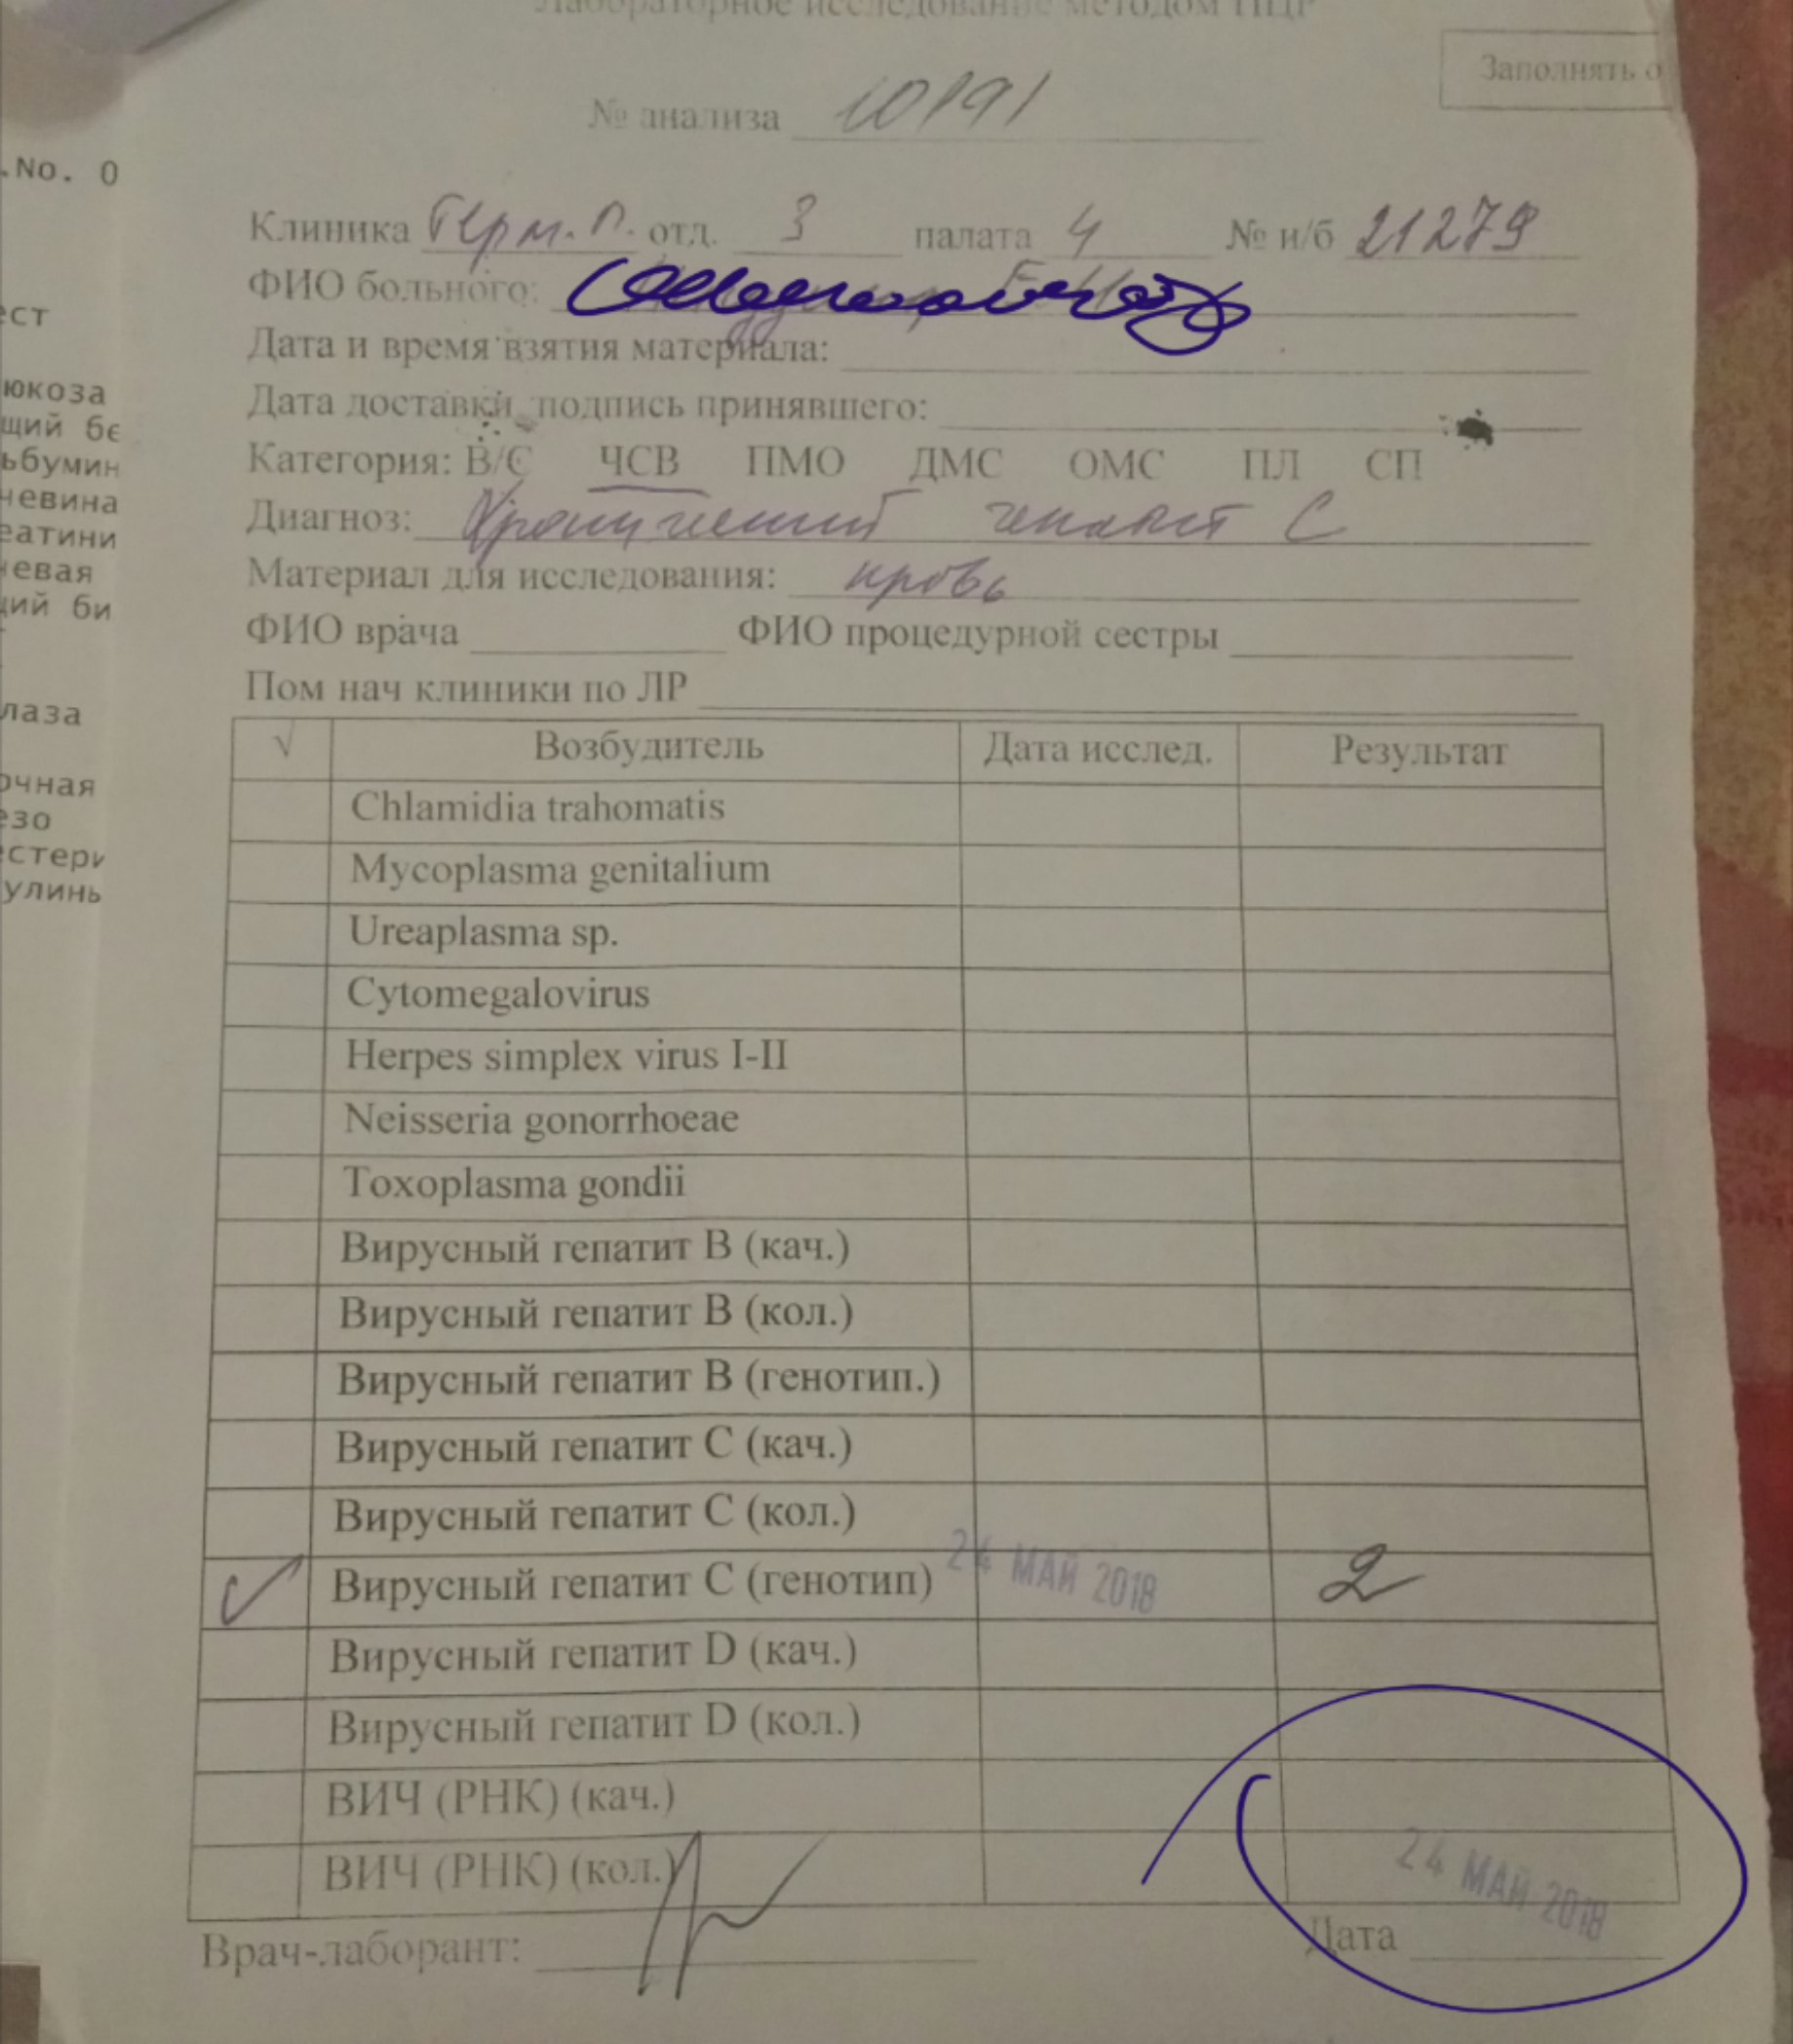 Лабораторное исследование методом ПЦР
Заполнять о
№ анализа 10191
.No. 0
Клиника Терм. П. отд. 3 палата 4 № и/б 21279
ФИО больного:
ест
Дата и время взятия материала:
юкоза
Дата доставки, подпись принявшего:
щий бе
Категория: В/С ЧСВ ПМО ДМС ОМС ПЛ СП
ьбумин
чевина
Диагноз: Хронический гепатит С
еатини
Материал для исследования: кровь
чевая
щий би
ФИО врача ФИО процедурной сестры
Пом нач клиники по ЛР
лаза
√ Возбудитель Дата исслед. Результат
очная
Chlamidia trahomatis
езо
естери
Mycoplasma genitalium
улины
Ureaplasma sp.
Cytomegalovirus
Herpes simplex virus I-II
Neisseria gonorrhoeae
Toxoplasma gondii
Вирусный гепатит В (кач.)
Вирусный гепатит В (кол.)
Вирусный гепатит В (генотип.)
Вирусный гепатит С (кач.)
Вирусный гепатит С (кол.)
√ Вирусный гепатит С (генотип) 24 МАЙ 2018 2
Вирусный гепатит D (кач.)
Вирусный гепатит D (кол.)
ВИЧ (РНК) (кач.)
ВИЧ (РНК) (кол.)
24 МАЙ 2018
Врач-лаборант: Дата